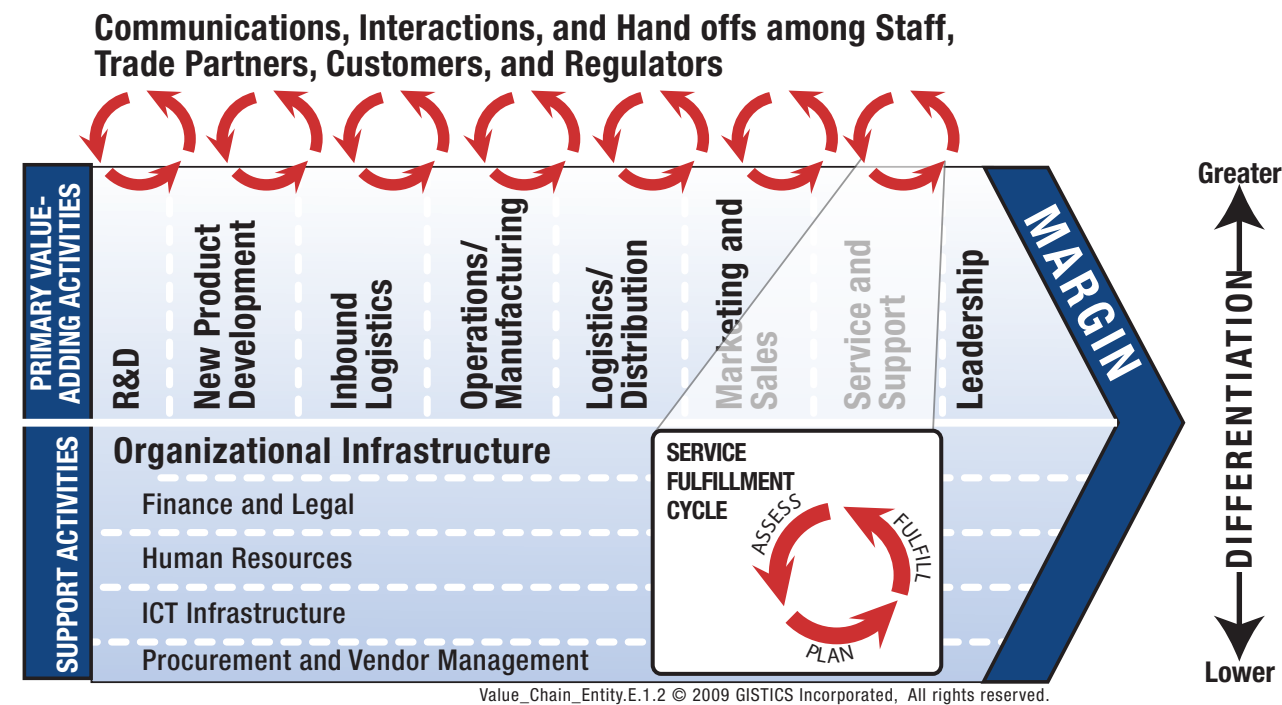 Communications, Interactions, and Hand offs among Staff,
Trade Partners, Customers, and Regulators
PRIMARY VALUE-
ADDING ACTIVITIES
R&D
New Product
Development
Inbound
Logistics
Operations/
Manufacturing
Logistics/
Distribution
Marketing and
Sales
Service and
Support
Leadership
MARGIN
Greater
DIFFERENTIATION
Lower
SUPPORT ACTIVITIES
Organizational Infrastructure
Finance and Legal
Human Resources
ICT Infrastructure
Procurement and Vendor Management
SERVICE
FULFILLMENT
CYCLE
ASSESS
FULFILL
PLAN
Value_Chain_Entity.E.1.2 © 2009 GISTICS Incorporated, All rights reserved.